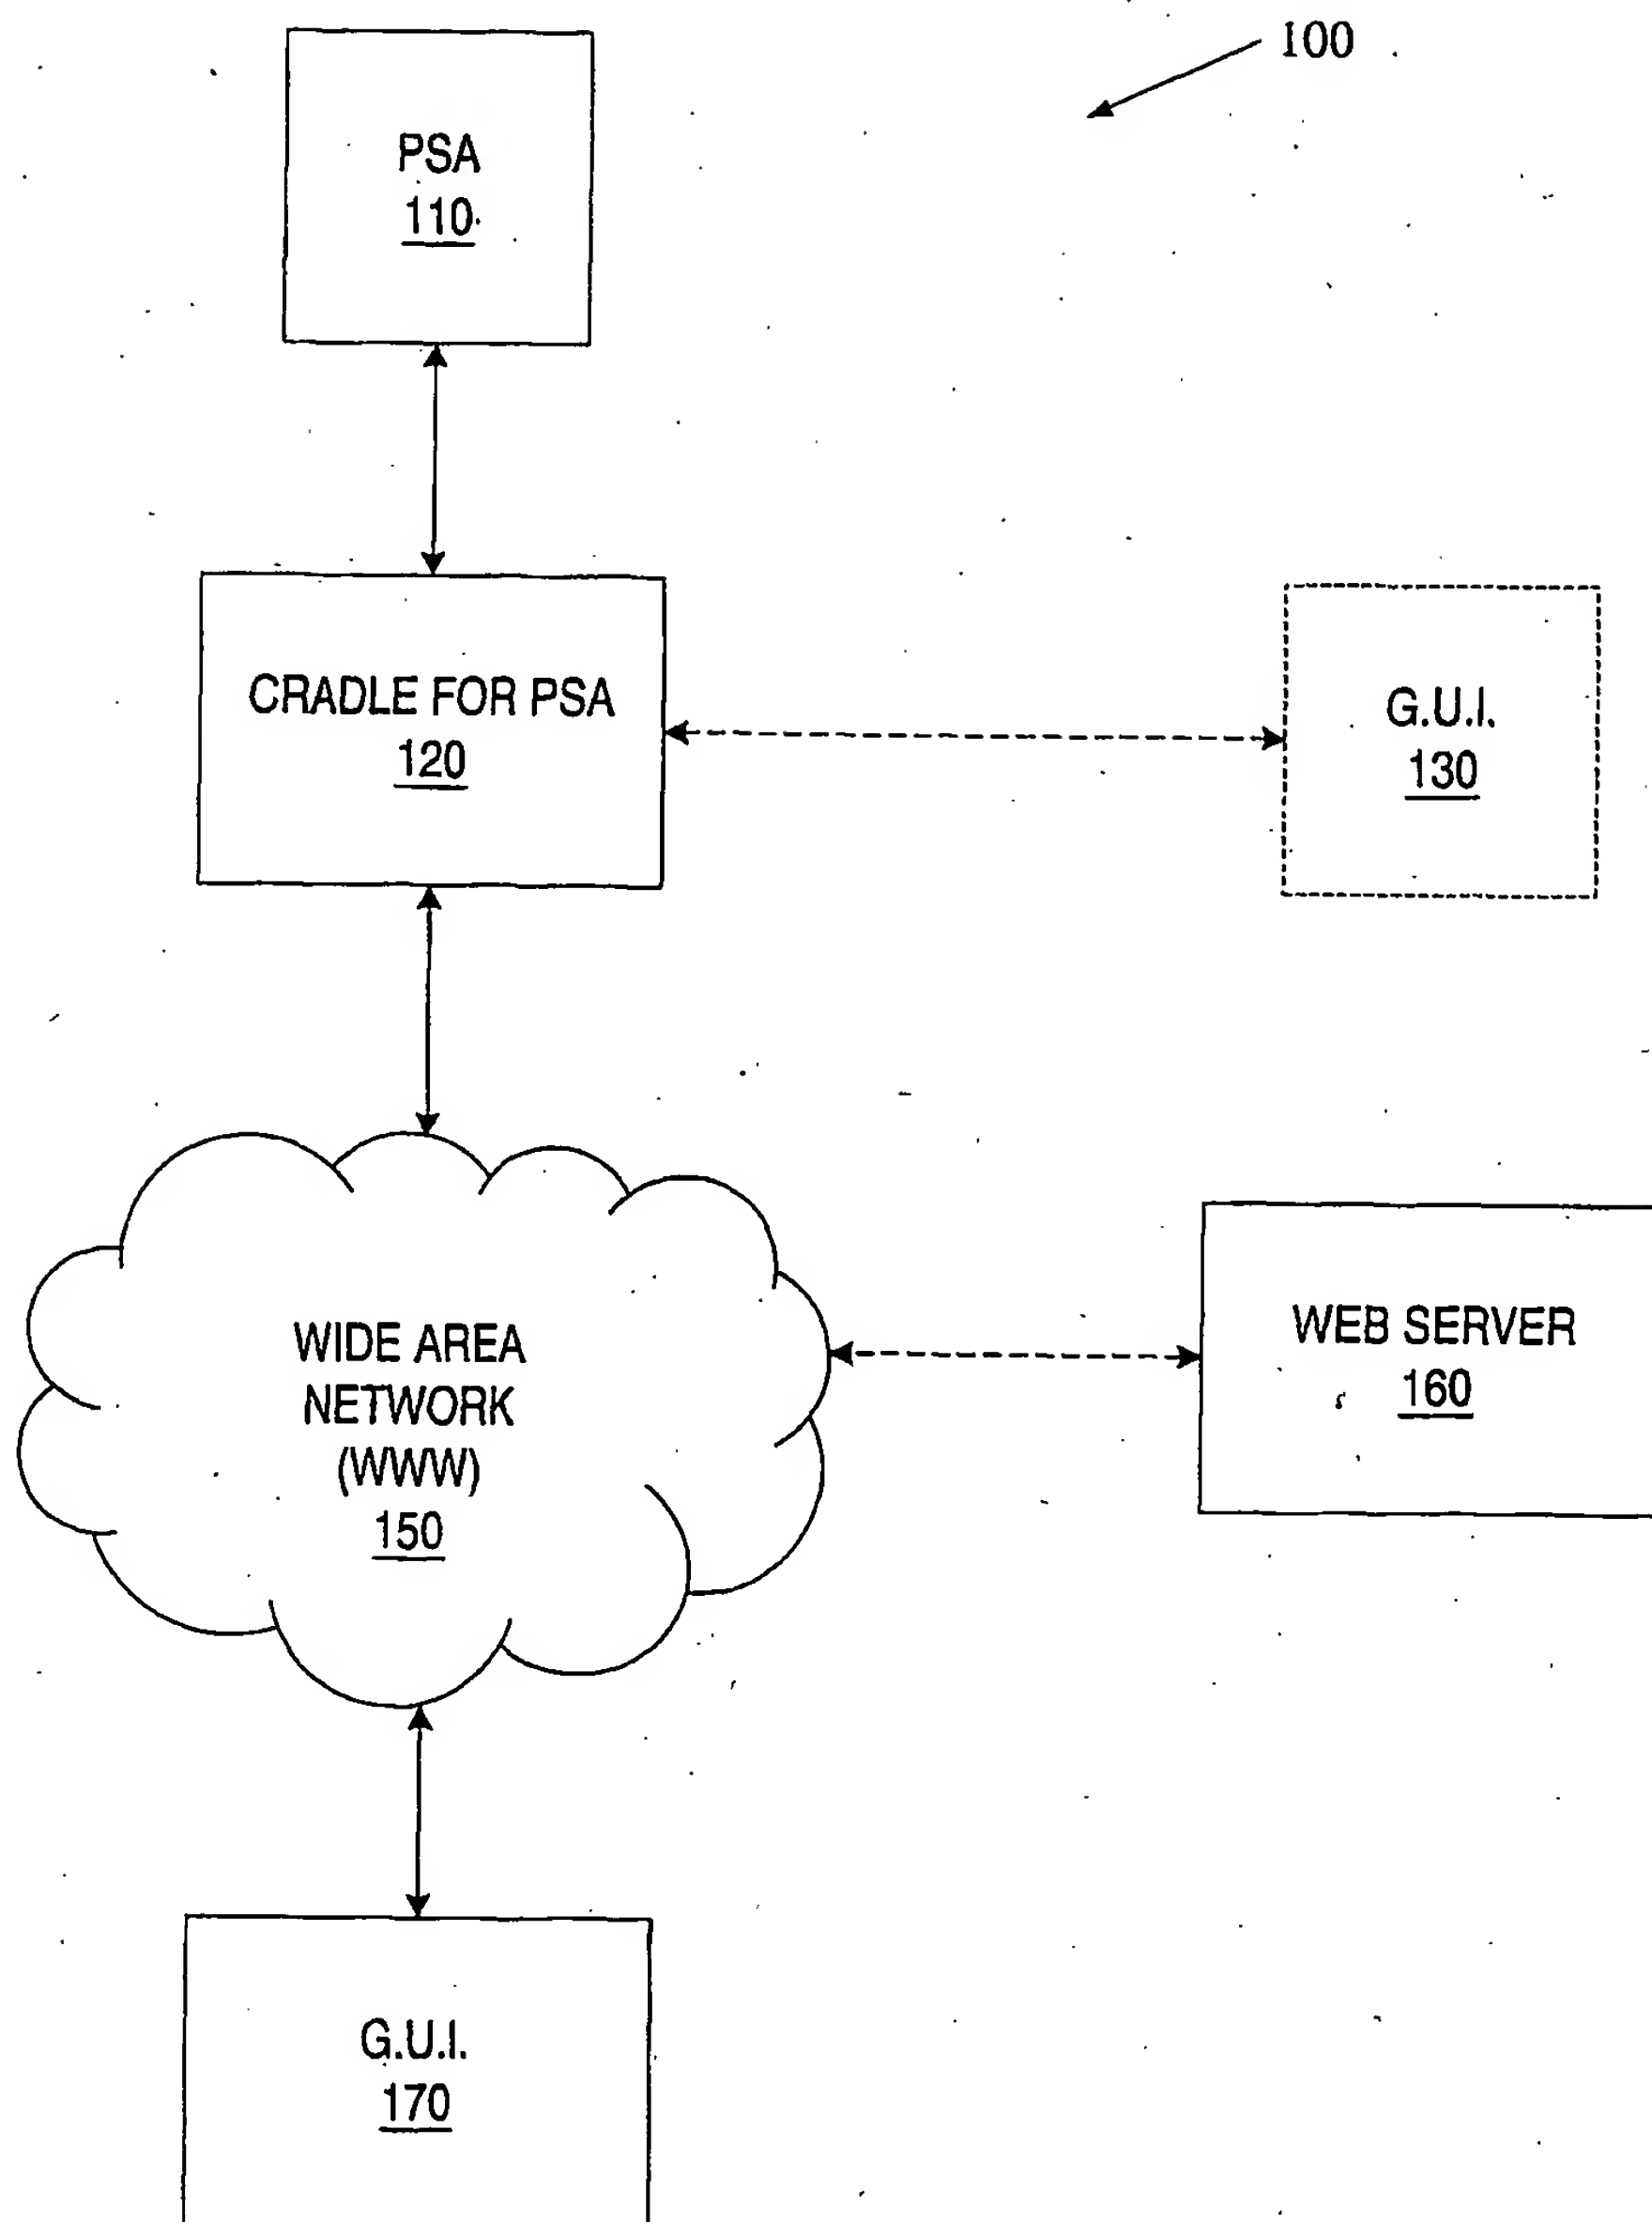 100
PSA
110
CRADLE FOR PSA
120
G.U.I.
130
WIDE AREA
NETWORK
(WWW)
150
WEB SERVER
160
G.U.I.
170